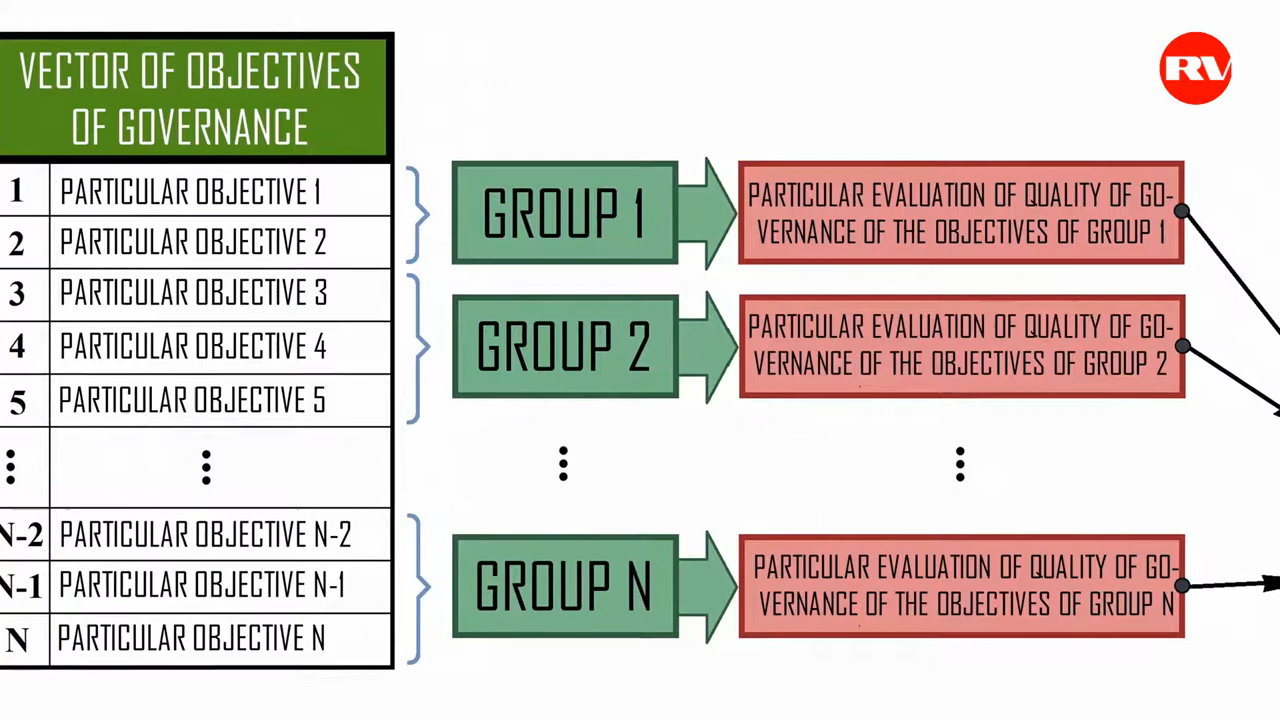 RV
VECTOR OF OBJECTIVES
OF GOVERNANCE
1 PARTICULAR OBJECTIVE 1
2 PARTICULAR OBJECTIVE 2
3 PARTICULAR OBJECTIVE 3
4 PARTICULAR OBJECTIVE 4
5 PARTICULAR OBJECTIVE 5
N-2 PARTICULAR OBJECTIVE N-2
N-1 PARTICULAR OBJECTIVE N-1
N PARTICULAR OBJECTIVE N
GROUP 1
PARTICULAR EVALUATION OF QUALITY OF GO-
VERNANCE OF THE OBJECTIVES OF GROUP 1
GROUP 2
PARTICULAR EVALUATION OF QUALITY OF GO-
VERNANCE OF THE OBJECTIVES OF GROUP 2
GROUP N
PARTICULAR EVALUATION OF QUALITY OF GO-
VERNANCE OF THE OBJECTIVES OF GROUP N